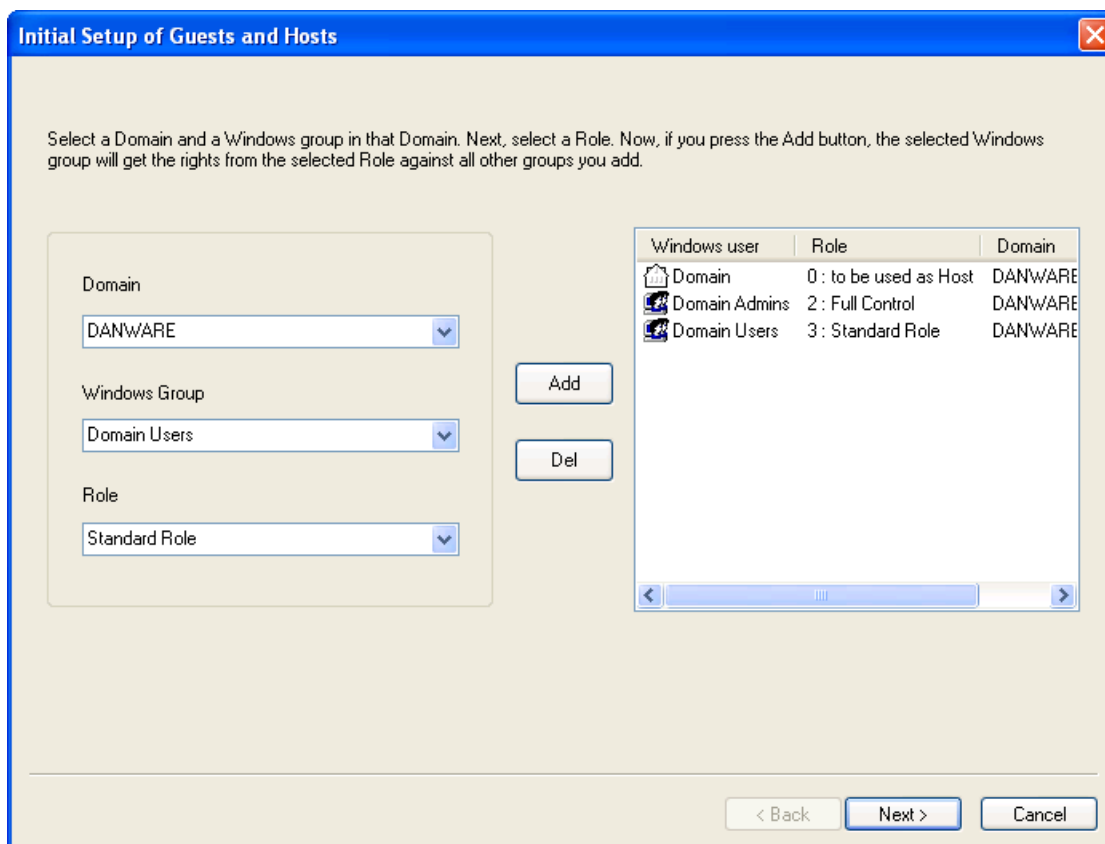 Initial Setup of Guests and Hosts
Select a Domain and a Windows group in that Domain. Next, select a Role. Now, if you press the Add button, the selected Windows
group will get the rights from the selected Role against all other groups you add.
Domain
DANWARE
Windows Group
Domain Users
Role
Standard Role
Add
Del
Windows user Role Domain
Domain 0 : to be used as Host DANWARE
Domain Admins 2 : Full Control DANWARE
Domain Users 3 : Standard Role DANWARE
< Back Next > Cancel